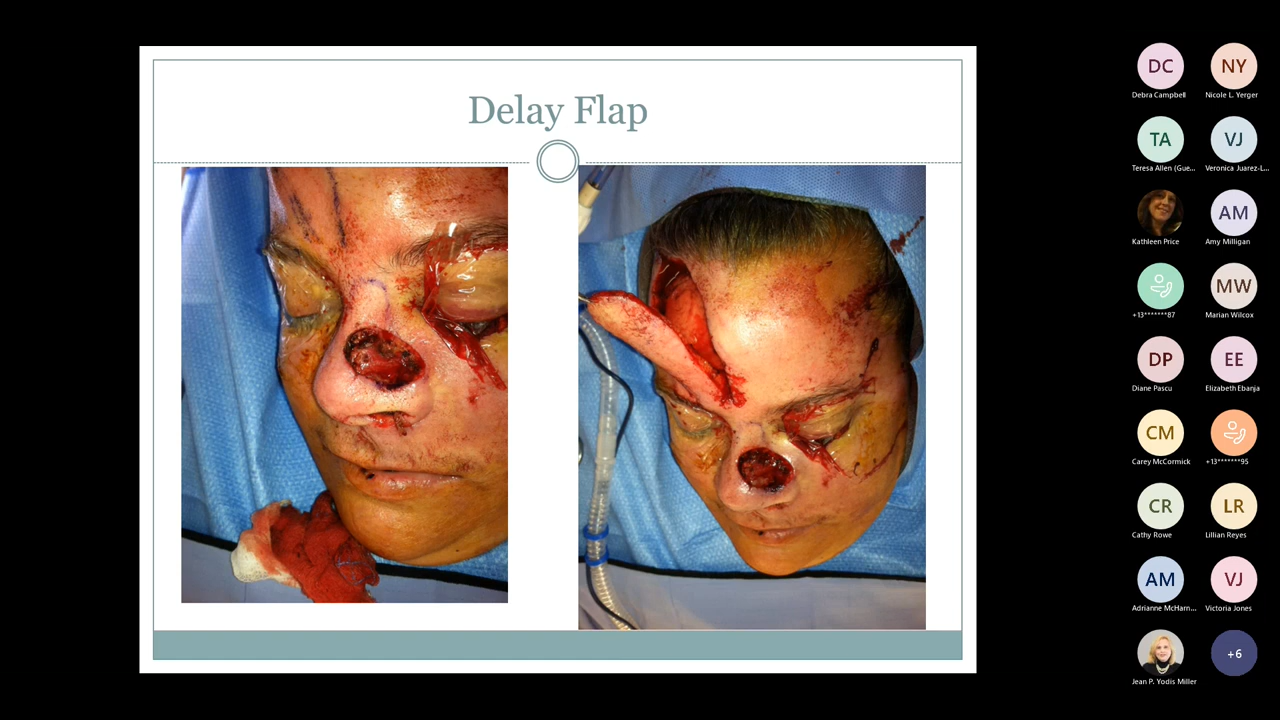 Delay Flap
DC
NY
Debra Campbell
Nicole L. Yerger
TA
VJ
Teresa Allen (Gue...
Veronica Juarez-L...
AM
Kathleen Price
Amy Milligan
MW
+13*******87
Marian Wilcox
DP
EE
Diane Pascu
Elizabeth Ebanja
CM
Carey McCormick
+13*******95
CR
LR
Cathy Rowe
Lillian Reyes
AM
VJ
Adrianne McHarn...
Victoria Jones
+6
Jean P. Yodis Miller